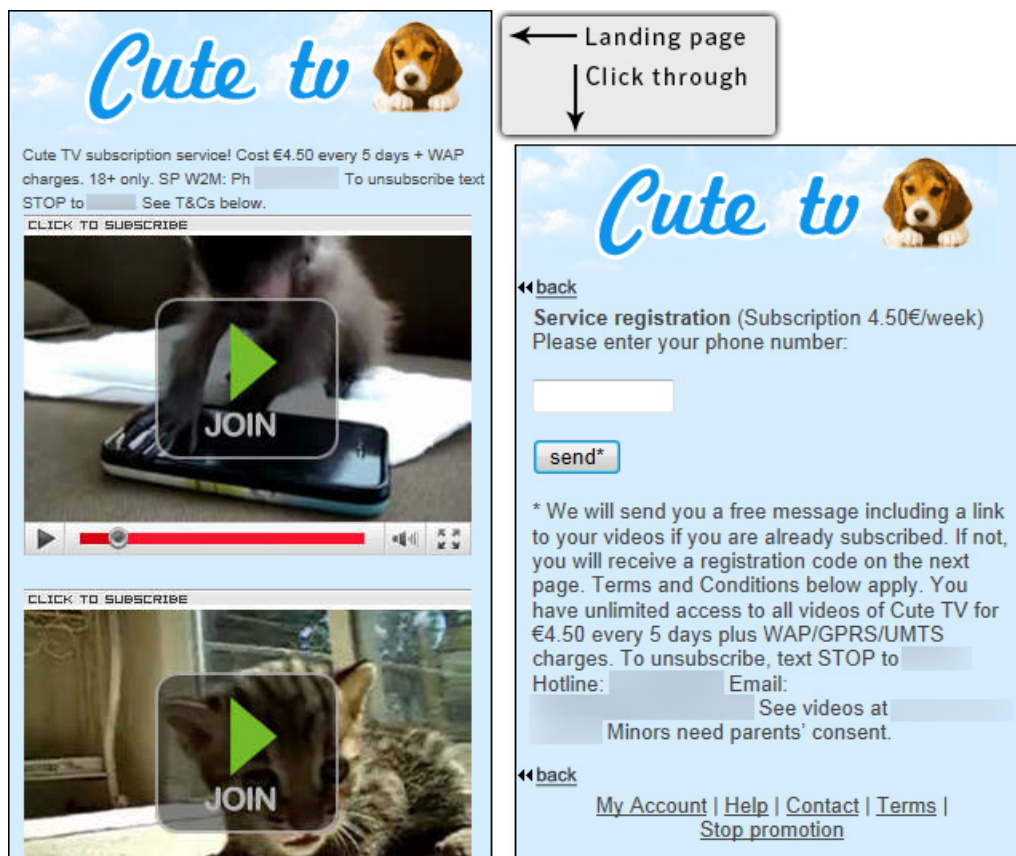 Cute tv
Cute TV subscription service! Cost €4.50 every 5 days + WAP
charges. 18+ only. SP W2M: Ph To unsubscribe text
STOP to See T&Cs below.
CLICK TO SUBSCRIBE
JOIN
CLICK TO SUBSCRIBE
JOIN
Landing page
Click through
Cute tv
back
Service registration (Subscription 4.50€/week)
Please enter your phone number:
send*
* We will send you a free message including a link
to your videos if you are already subscribed. If not,
you will receive a registration code on the next
page. Terms and Conditions below apply. You
have unlimited access to all videos of Cute TV for
€4.50 every 5 days plus WAP/GPRS/UMTS
charges. To unsubscribe, text STOP to
Hotline: Email:
See videos at
Minors need parents’ consent.
back
My Account | Help | Contact | Terms |
Stop promotion